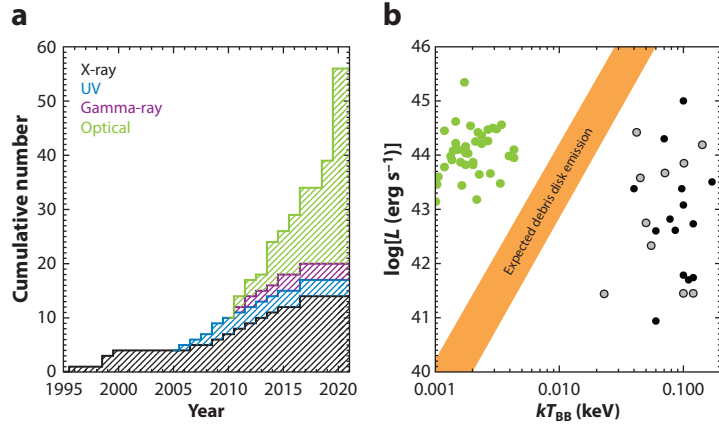 a
60
50
40
30
20
10
0
Cumulative number
X-ray
UV
Gamma-ray
Optical
1995 2000 2005 2010 2015 2020
Year
b
46
45
44
43
42
41
40
log[L (erg s⁻¹)]
Expected debris disk emission
0.001 0.010 0.100
kT_BB (keV)